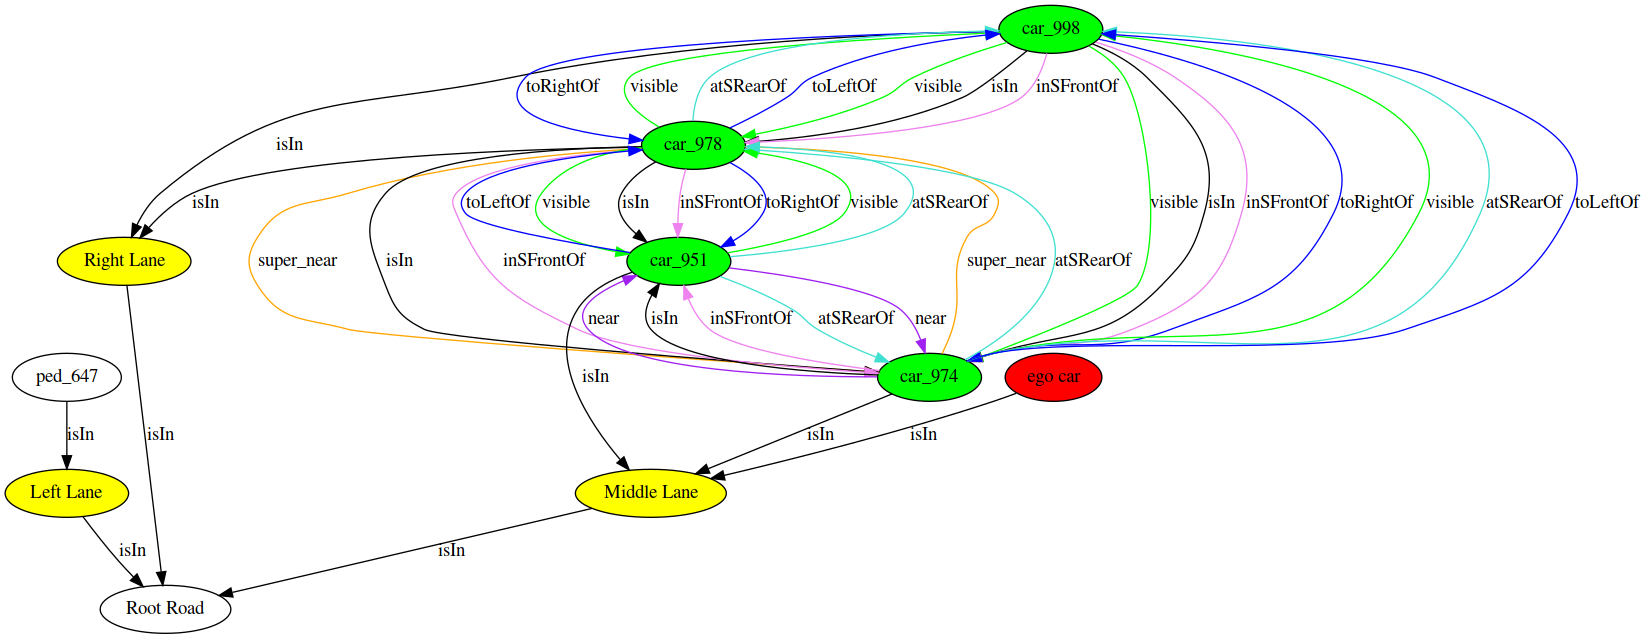 car_998
toRightOf visible atSRearOf toLeftOf visible isIn inSFrontOf
isIn
car_978
isIn toLeftOf visible isIn inSFrontOf toRightOf visible atSRearOf visible isIn inSFrontOf toRightOf visible atSRearOf toLeftOf
Right Lane
super_near isIn inSFrontOf car_951 super_near atSRearOf
near isIn inSFrontOf atSRearOf near
ped_647 isIn car_974 ego car
isIn isIn isIn isIn
Left Lane Middle Lane
isIn isIn
Root Road